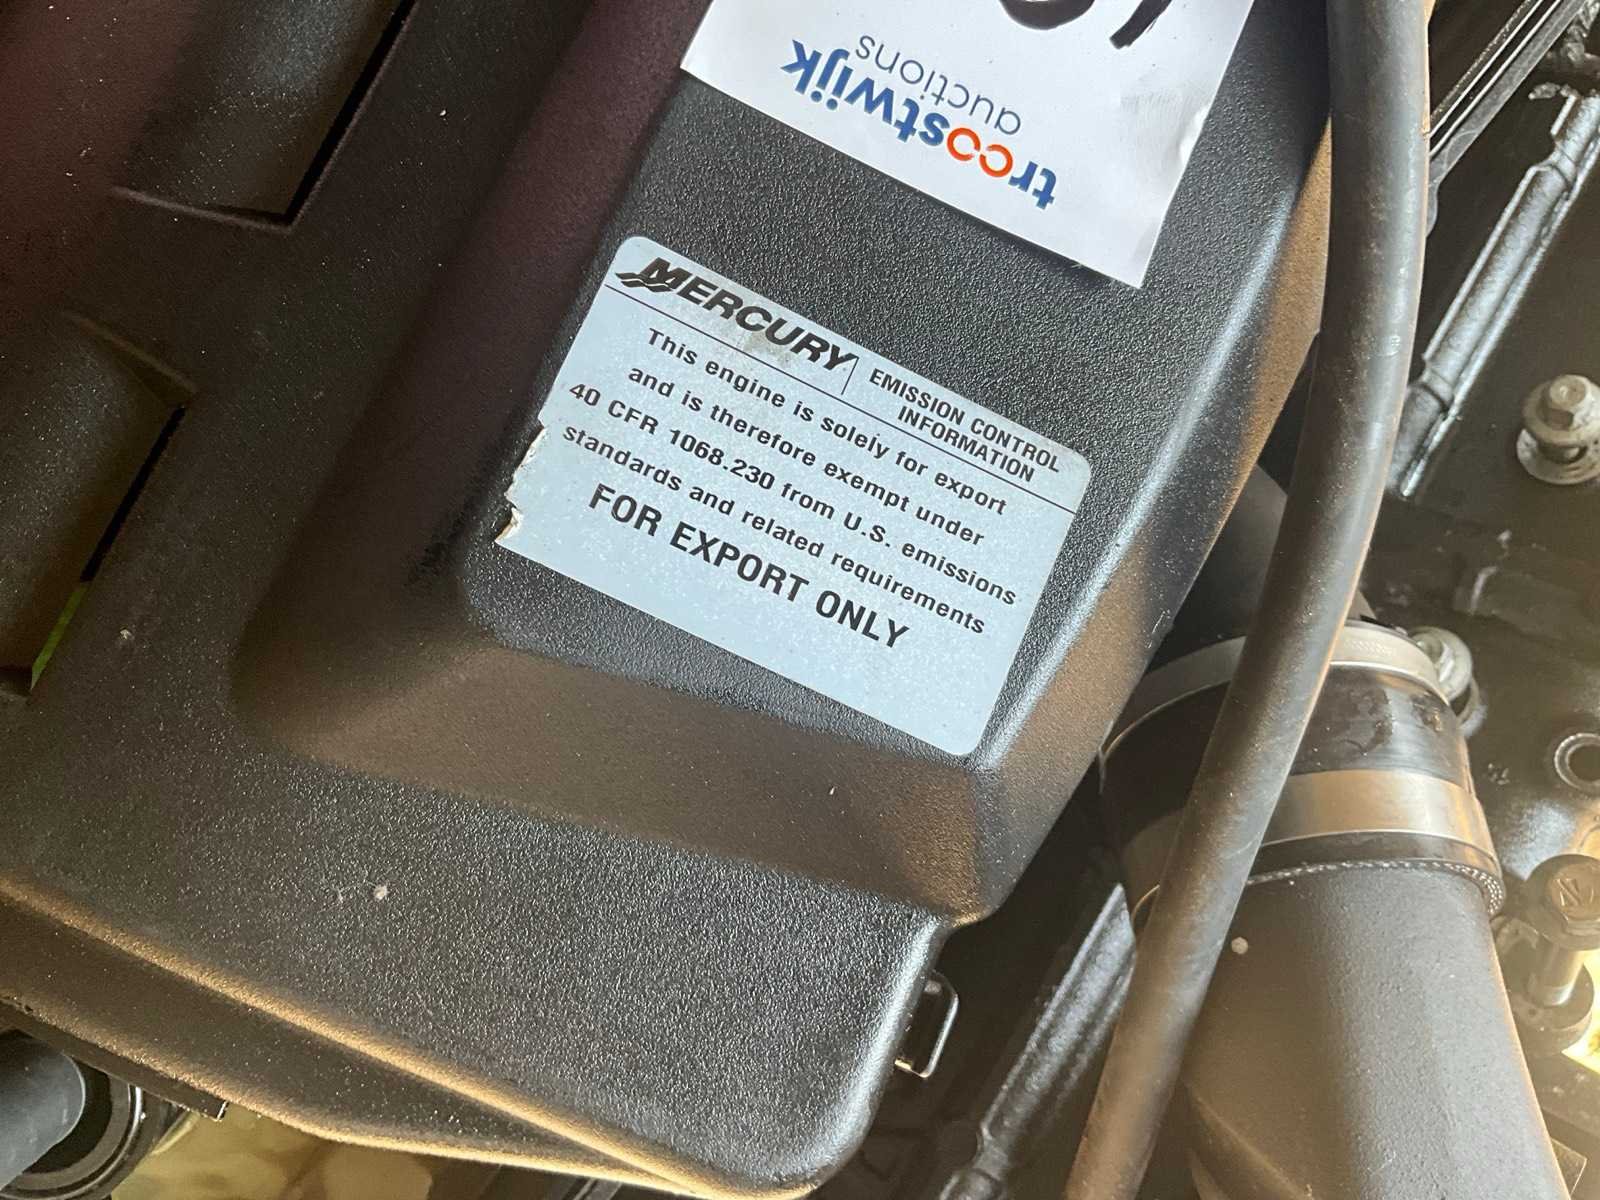 troostwijk
auctions
MERCURY
EMISSION CONTROL
INFORMATION
This engine is solely for export
and is therefore exempt under
40 CFR 1068.230 from U.S. emissions
standards and related requirements
FOR EXPORT ONLY